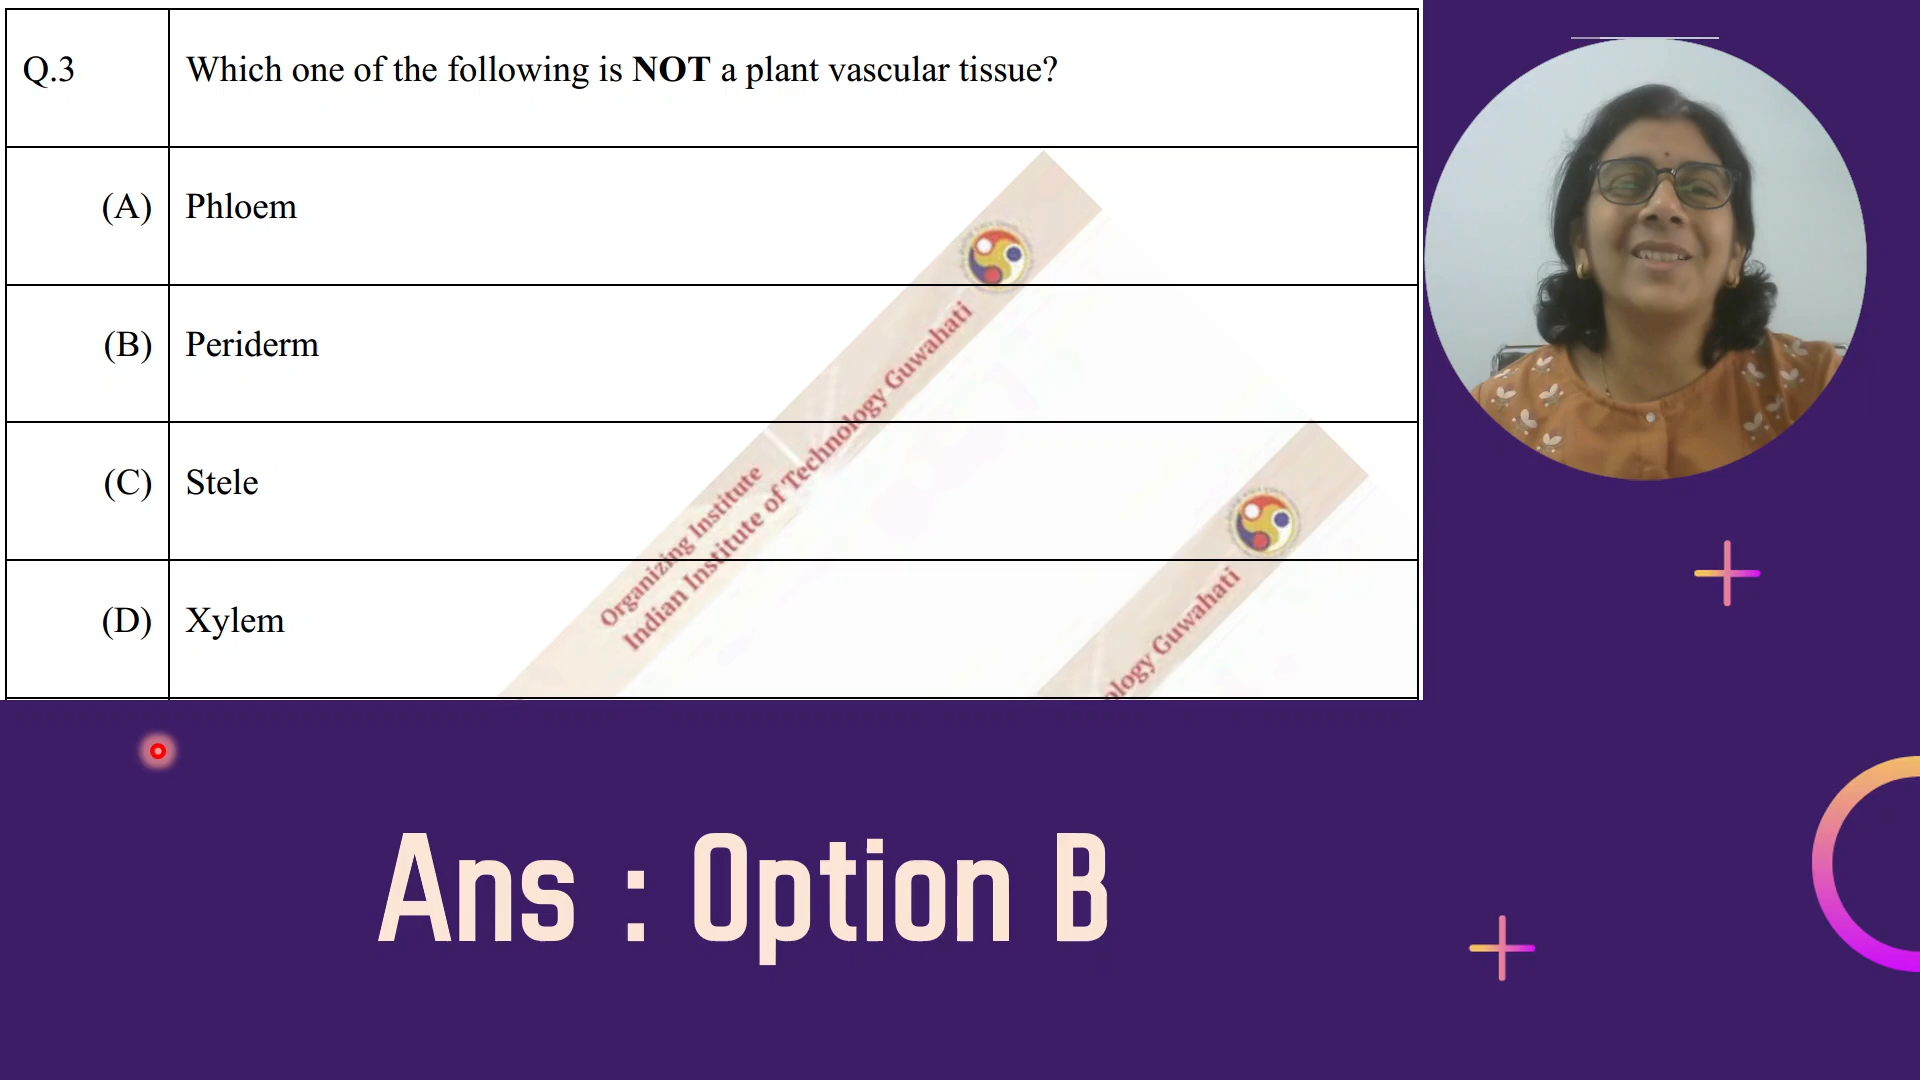 Q.3 Which one of the following is NOT a plant vascular tissue?
(A) Phloem
(B) Periderm
(C) Stele
(D) Xylem
Organizing Institute
Indian Institute of Technology Guwahati
ology Guwahati
Ans : Option B